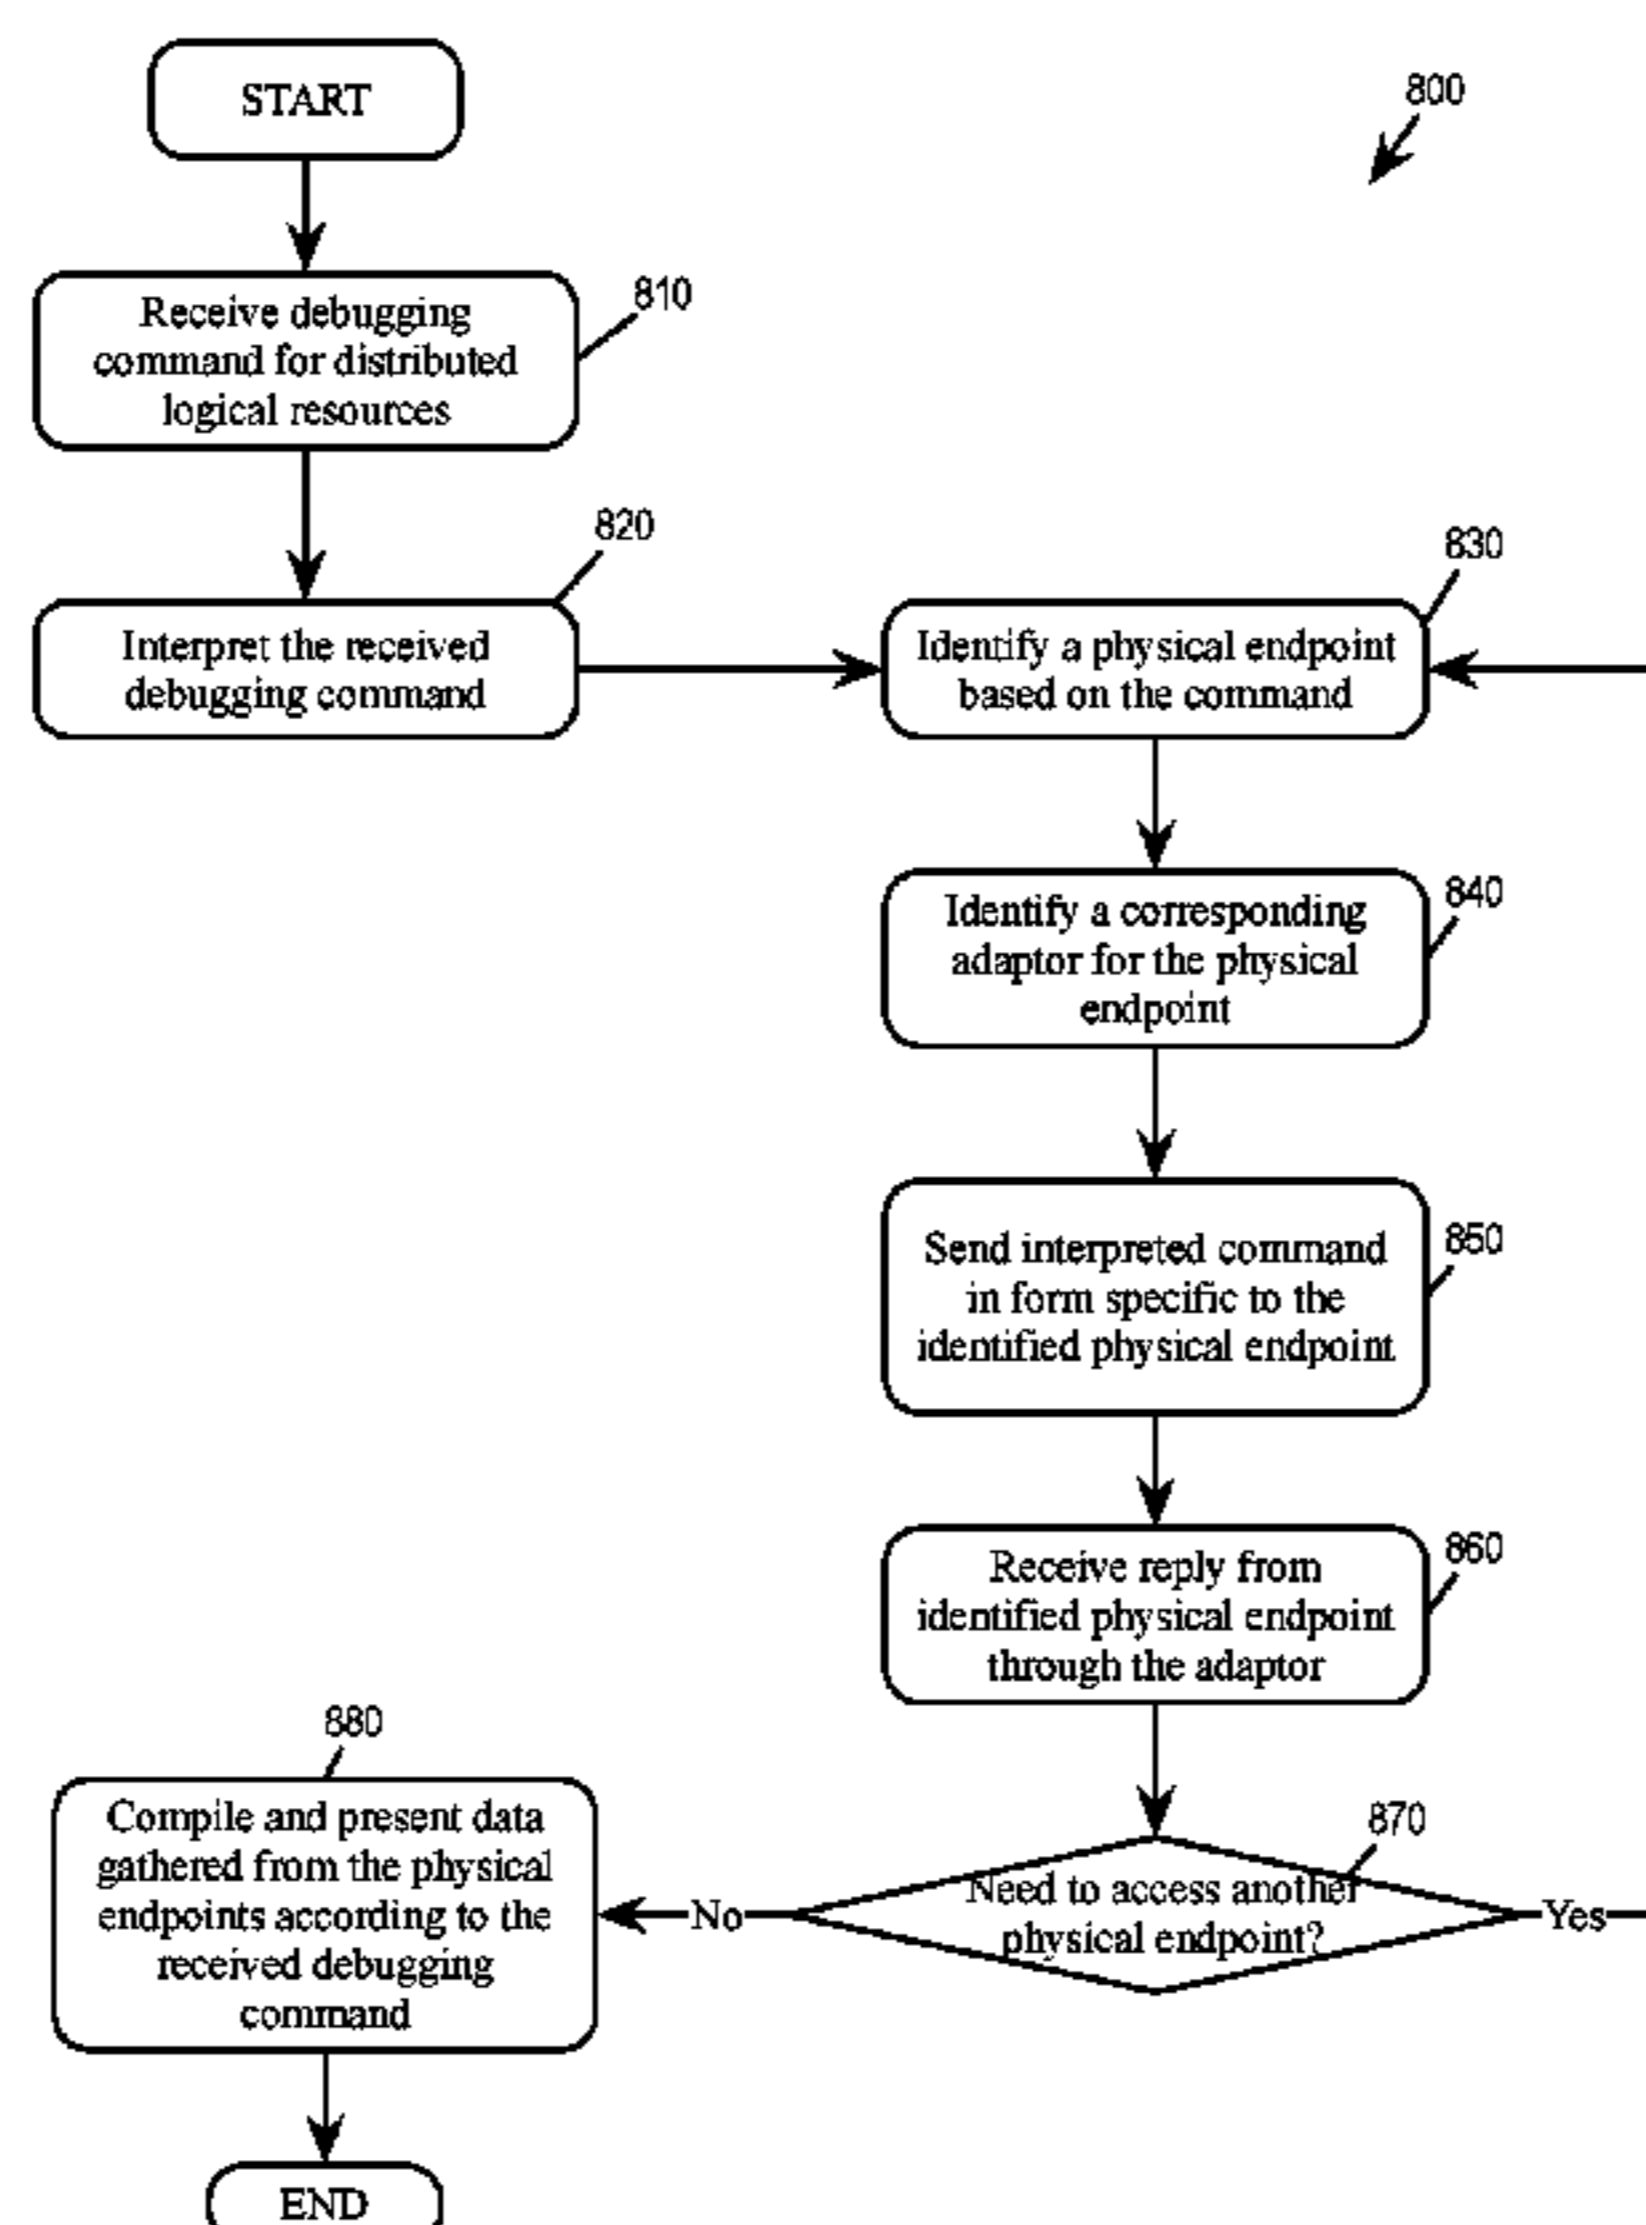 START
800
Receive debugging
command for distributed
logical resources
810
Interpret the received
debugging command
820
Identify a physical endpoint
based on the command
830
Identify a corresponding
adaptor for the physical
endpoint
840
Send interpreted command
in form specific to the
identified physical endpoint
850
Receive reply from
identified physical endpoint
through the adaptor
860
Need to access another
physical endpoint?
870
Yes
No
880
Compile and present data
gathered from the physical
endpoints according to the
received debugging
command
END